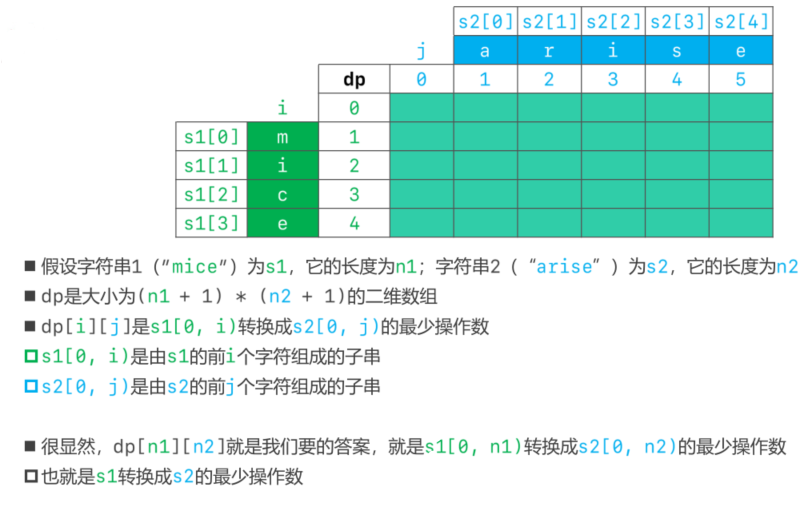 s2[0] s2[1] s2[2] s2[3] s2[4]
j a r i s e
dp 0 1 2 3 4 5
i 0
s1[0] m 1
s1[1] i 2
s1[2] c 3
s1[3] e 4
■ 假设字符串1（“mice”）为s1，它的长度为n1；字符串2（“arise”）为s2，它的长度为n2
■ dp是大小为(n1 + 1) * (n2 + 1)的二维数组
■ dp[i][j]是s1[0, i)转换成s2[0, j)的最少操作数
□ s1[0, i)是由s1的前i个字符组成的子串
□ s2[0, j)是由s2的前j个字符组成的子串
■ 很显然，dp[n1][n2]就是我们要的答案，就是s1[0, n1)转换成s2[0, n2)的最少操作数
□ 也就是s1转换成s2的最少操作数